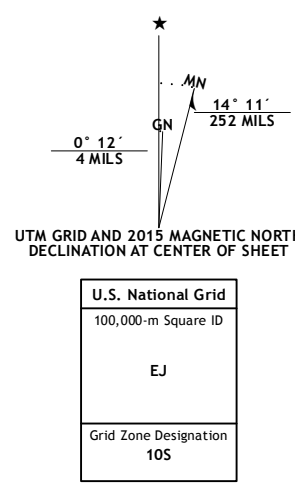 ★
MN
GN
14° 11´
252 MILS
0° 12´
4 MILS
UTM GRID AND 2015 MAGNETIC NORTH
DECLINATION AT CENTER OF SHEET
U.S. National Grid
100,000-m Square ID
EJ
Grid Zone Designation
10S